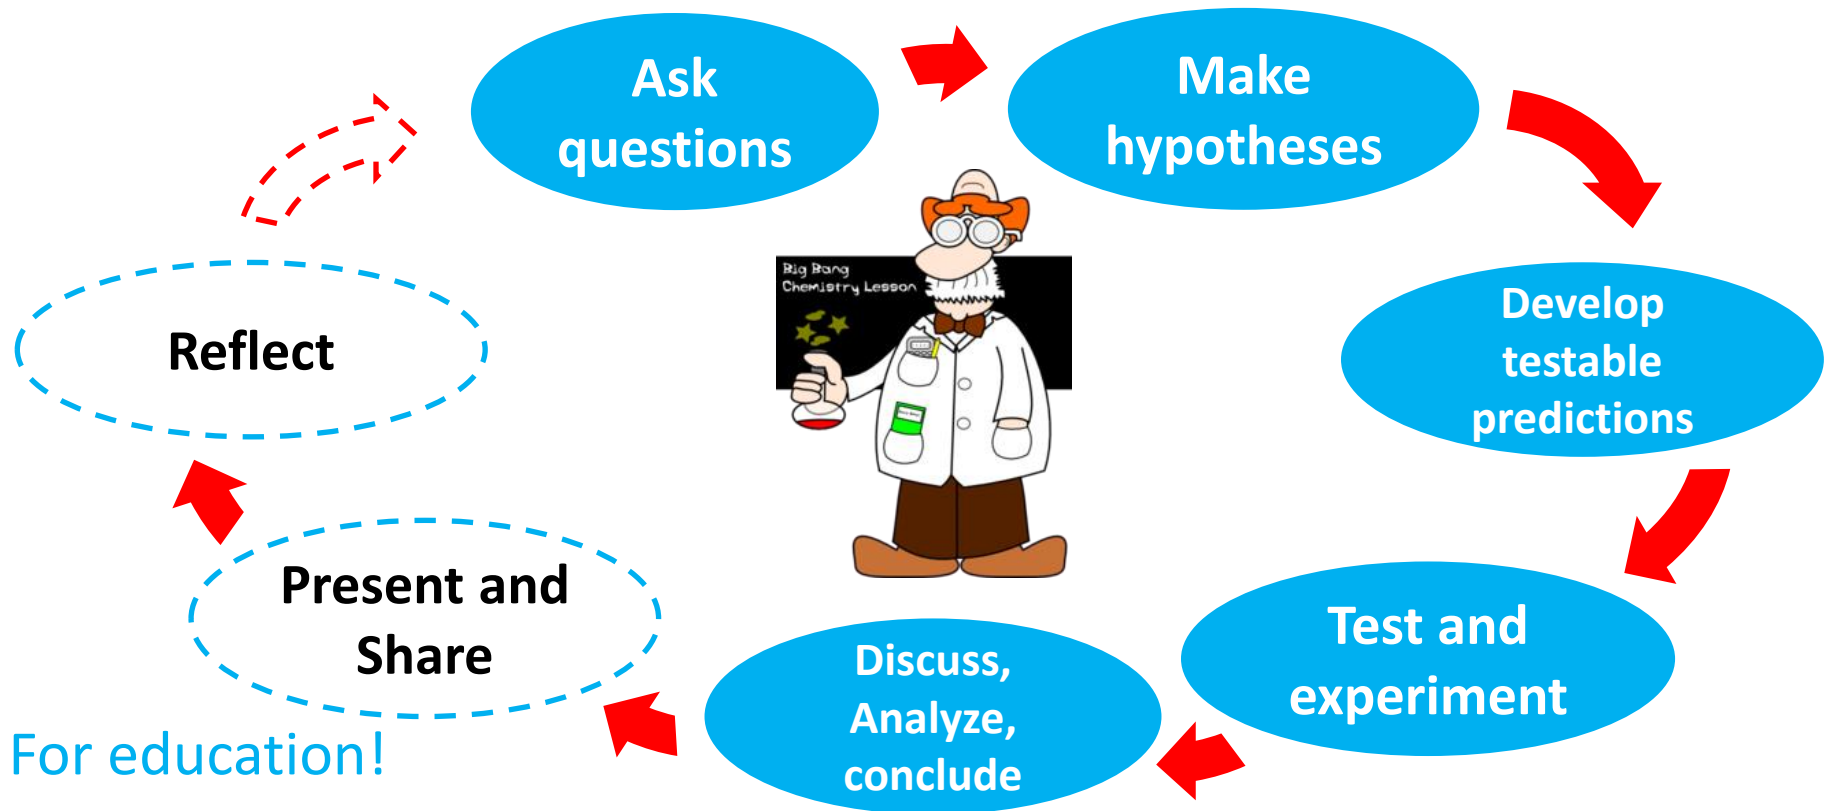 Ask
questions
Make
hypotheses
Develop
testable
predictions
Test and
experiment
Discuss,
Analyze,
conclude
Present and
Share
Reflect
For education!
Big Bang
Chemistry Lesson